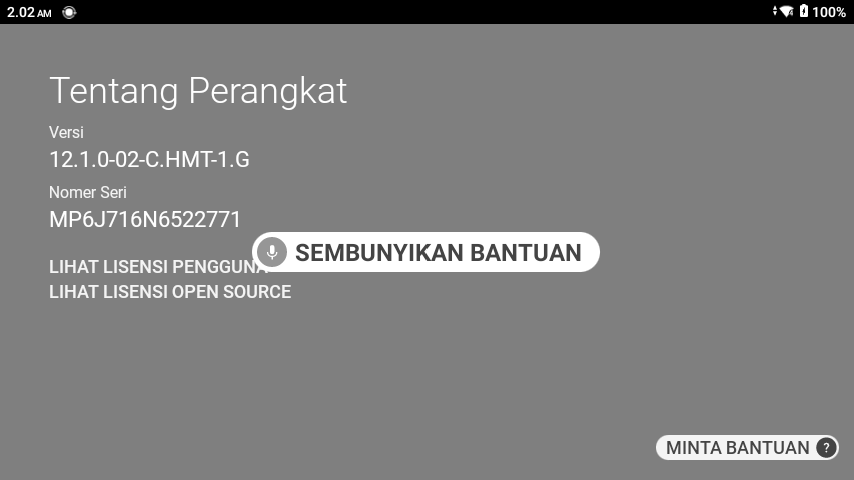 2.02 AM
100%
Tentang Perangkat
Versi
12.1.0-02-C.HMT-1.G
Nomer Seri
MP6J716N6522771
SEMBUNYIKAN BANTUAN
LIHAT LISENSI PENGGUNA
LIHAT LISENSI OPEN SOURCE
MINTA BANTUAN ?